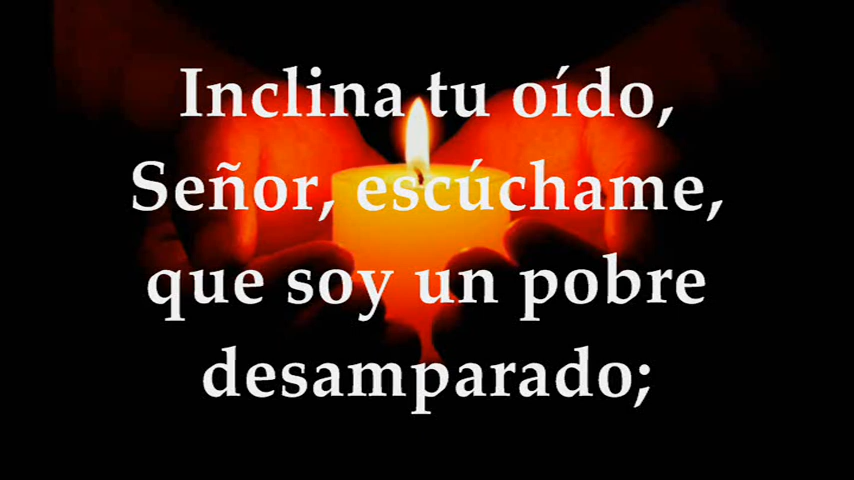 Inclina tu oído,
Señor, escúchame,
que soy un pobre
desamparado;